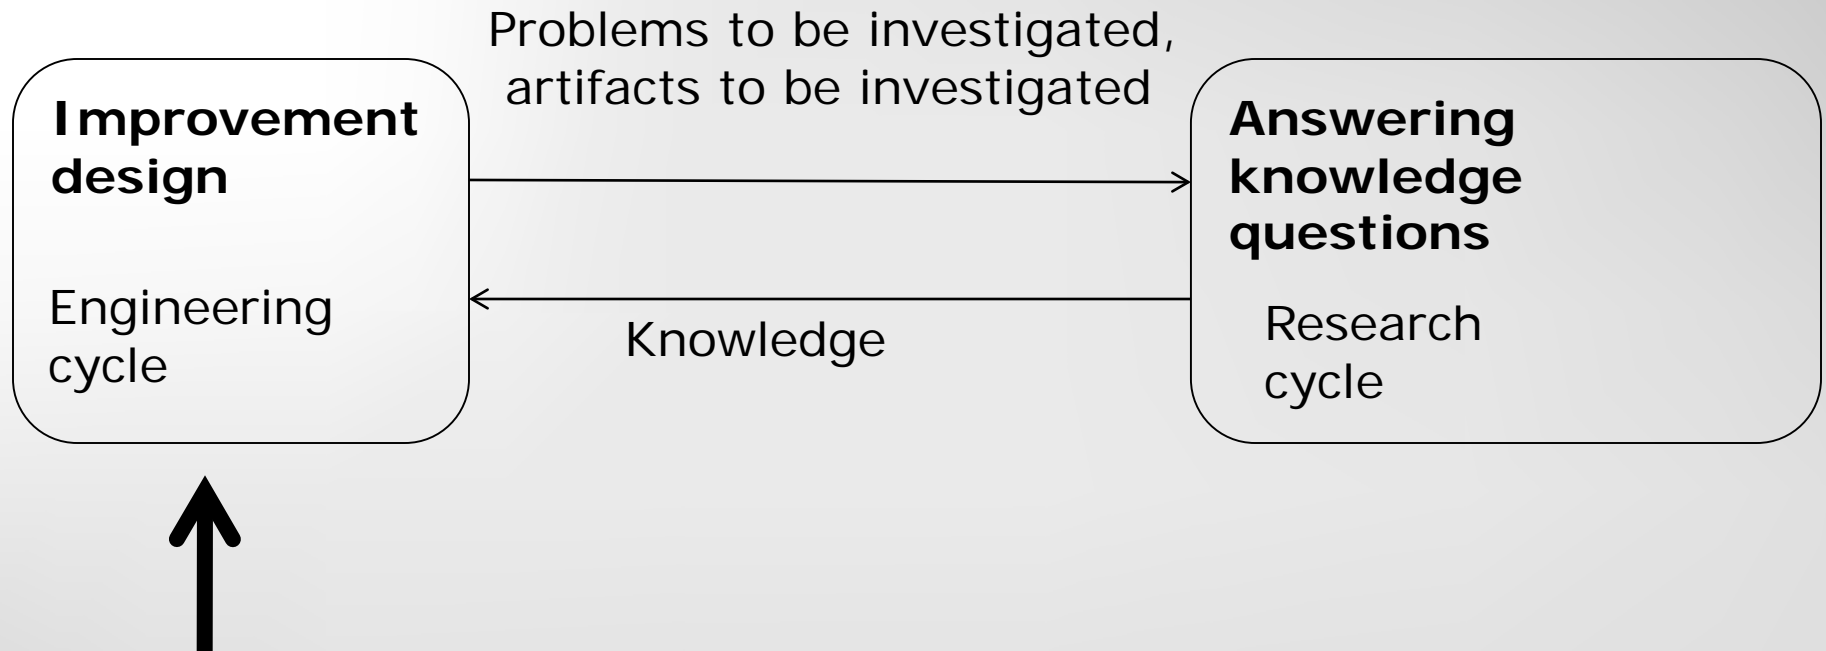 Problems to be investigated,
artifacts to be investigated
Improvement
design
Engineering
cycle
Knowledge
Answering
knowledge
questions
Research
cycle